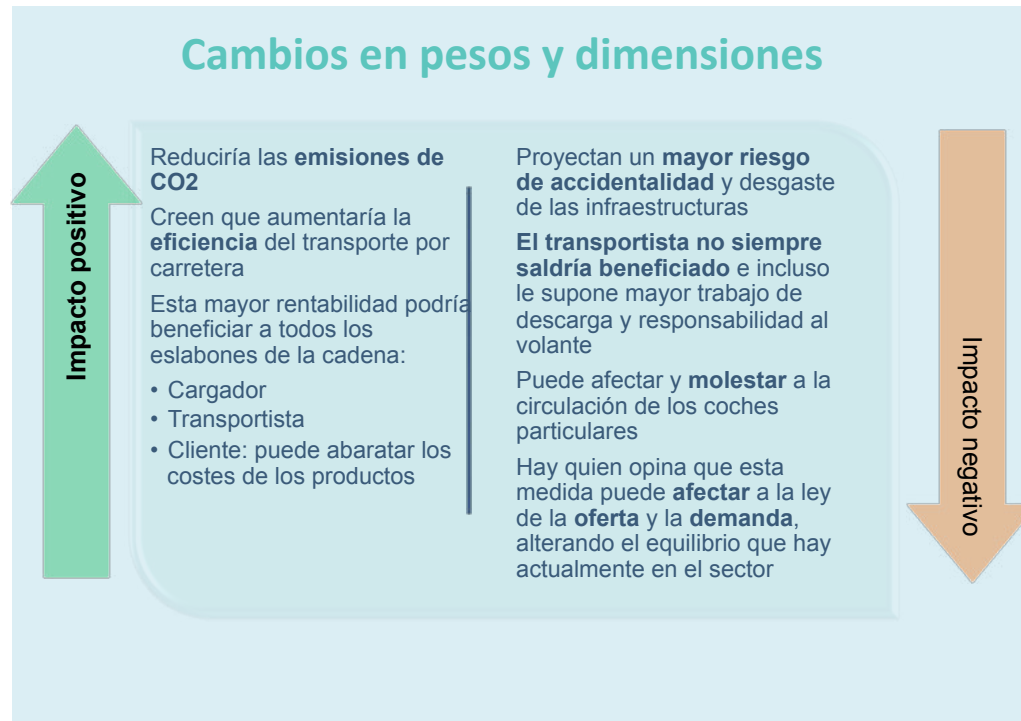 Cambios en pesos y dimensiones
Impacto positivo
Reduciría las emisiones de
CO2
Creen que aumentaría la
eficiencia del transporte por
carretera
Esta mayor rentabilidad podría
beneficiar a todos los
eslabones de la cadena:
• Cargador
• Transportista
• Cliente: puede abaratar los
costes de los productos
Proyectan un mayor riesgo
de accidentalidad y desgaste
de las infraestructuras
El transportista no siempre
saldría beneficiado e incluso
le supone mayor trabajo de
descarga y responsabilidad al
volante
Puede afectar y molestar a la
circulación de los coches
particulares
Hay quien opina que esta
medida puede afectar a la ley
de la oferta y la demanda,
alterando el equilibrio que hay
actualmente en el sector
Impacto negativo